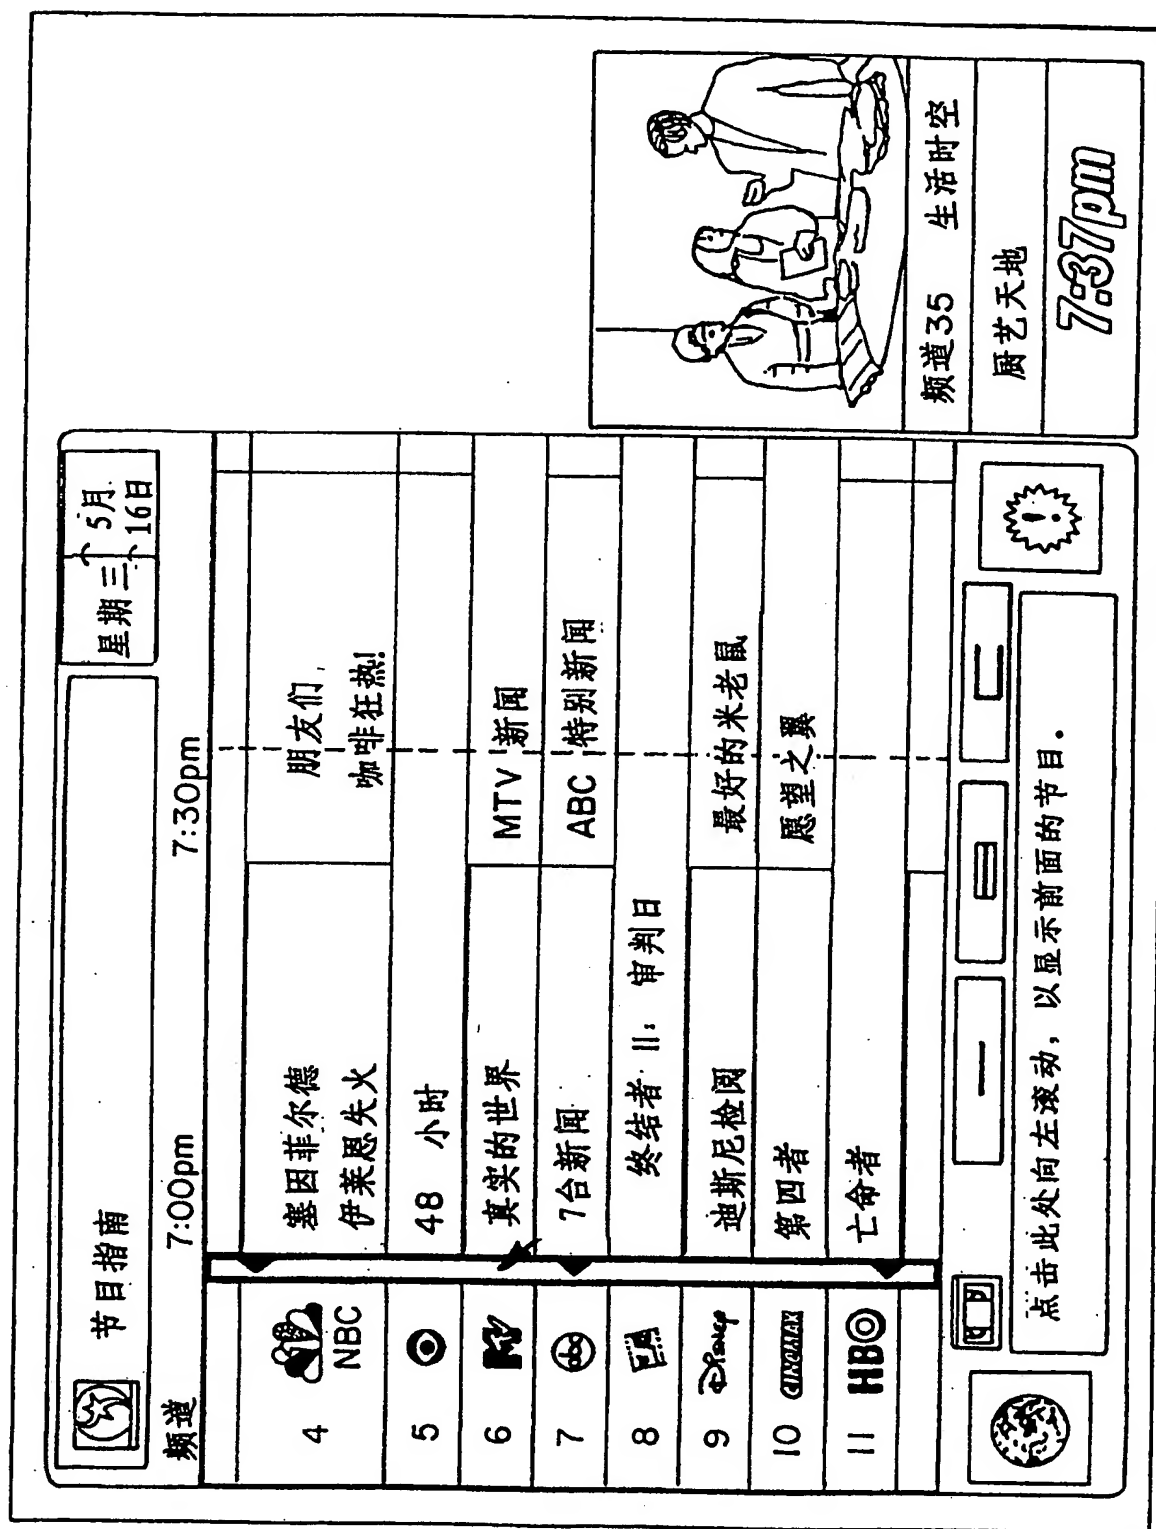 节目指南
星期三
5月
16日
频道
7:00pm
7:30pm
4
NBC
塞因菲尔德
伊莱恩失火
朋友们
咖啡狂热!
5
48 小时
6
真实的世界
MTV 新闻
7
abc
7台新闻
ABC 特别新闻
8
终结者 II: 审判日
9
Disney
迪斯尼检阅
最好的米老鼠
10
CINEMAX
第四者
愿望之翼
11
HBO
亡命者
点击此处向左滚动, 以显示前面的节目.
频道35 生活时空
厨艺天地
7:37pm